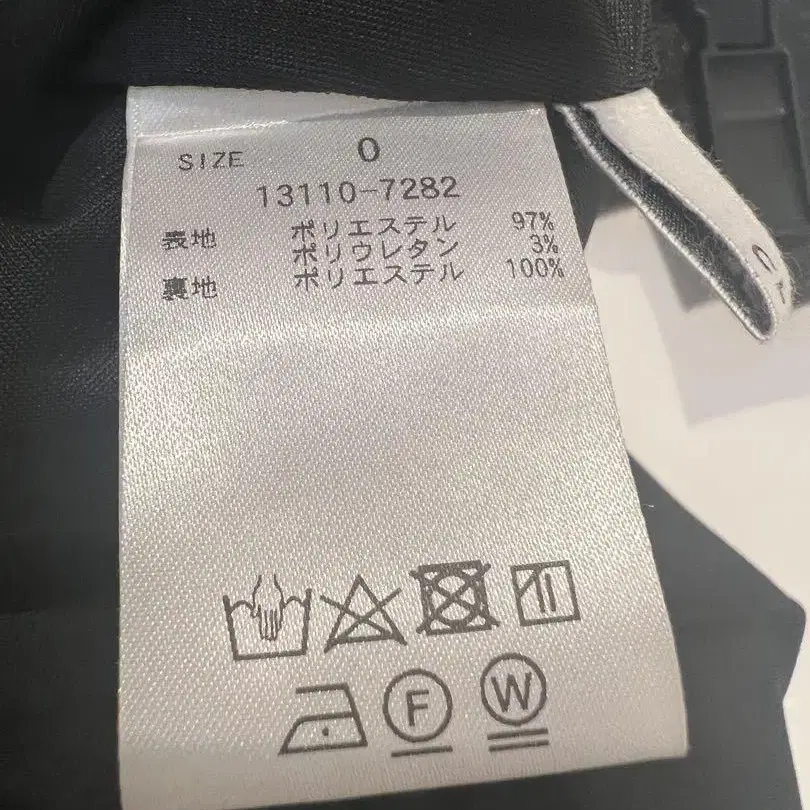 SIZE 0
13110-7282
表地 ポリエステル 97%
ポリウレタン 3%
裏地 ポリエステル 100%
F W